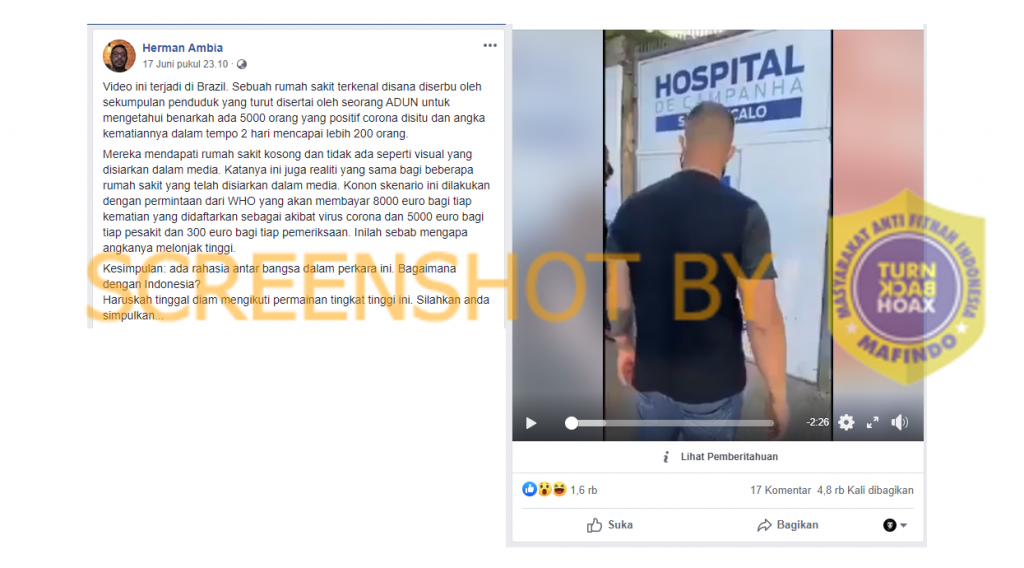 Herman Ambia
17 Juni pukul 23.10 ·
Video ini terjadi di Brazil. Sebuah rumah sakit terkenal disana diserbu oleh
sekumpulan penduduk yang turut disertai oleh seorang ADUN untuk
mengetahui benarkah ada 5000 orang yang positif corona disitu dan angka
kematiannya dalam tempo 2 hari mencapai lebih 200 orang.
Mereka mendapati rumah sakit kosong dan tidak ada seperti visual yang
disiarkan dalam media. Katanya ini juga realiti yang sama bagi beberapa
rumah sakit yang telah disiarkan dalam media. Konon skenario ini dilakukan
dengan permintaan dari WHO yang akan membayar 8000 euro bagi tiap
kematian yang didaftarkan sebagai akibat virus corona dan 5000 euro bagi
tiap pesakit dan 300 euro bagi tiap pemeriksaan. Inilah sebab mengapa
angkanya melonjak tinggi.
Kesimpulan: ada rahasia antar bangsa dalam perkara ini. Bagaimana
dengan Indonesia?
Haruskah tinggal diam mengikuti permainan tingkat tinggi ini. Silahkan anda
simpulkan...
HOSPITAL
DE CAMPANHA
CALO
-2:26
Lihat Pemberitahuan
1,6 rb
17 Komentar 4,8 rb Kali dibagikan
Suka
Bagikan
SCREENSHOT BY
MASYARAKAT ANTI FITNAH INDONESIA
TURN
BACK
HOAX
MAFINDO